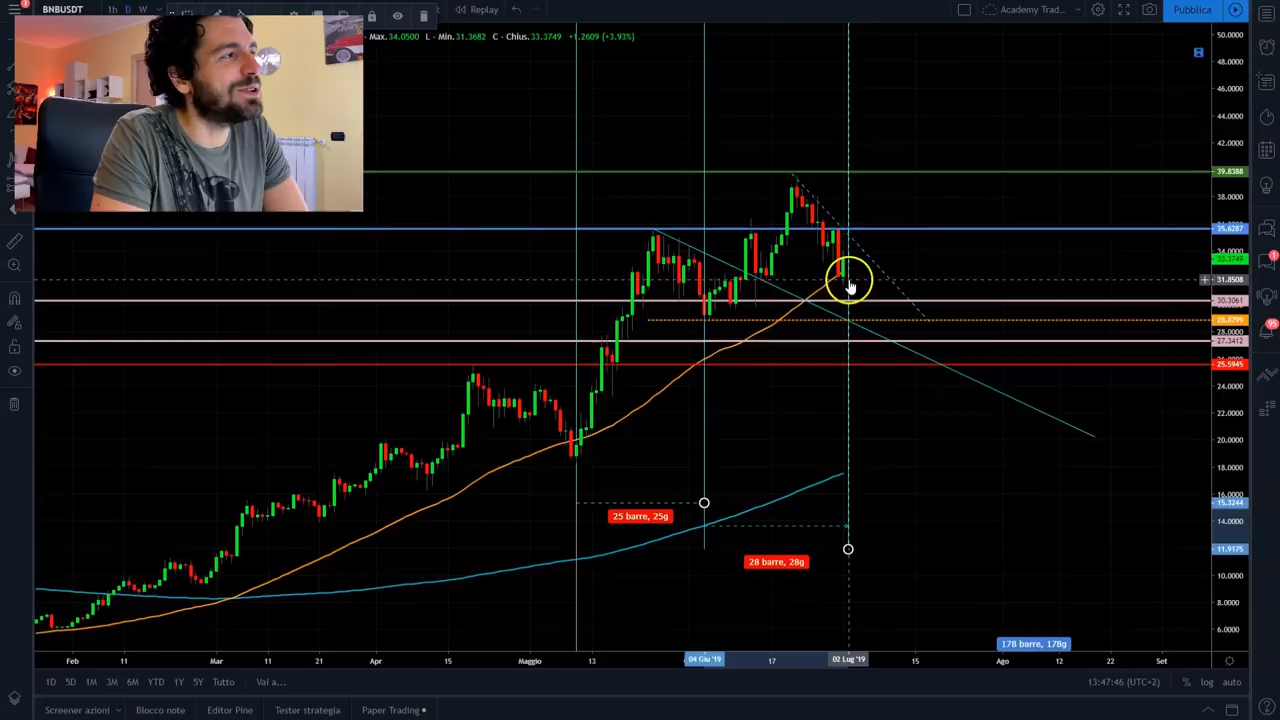 BNBUSDT
1h D W
Replay
Academy Trad...
Pubblica
Max.34.0500 L - Min.31.3682 C - Chius.33.3749 +1.2609 (+3.93%)
50.0000
48.0000
46.0000
44.0000
42.0000
39.8388
38.0000
35.6287
34.0000
33.3749
31.8508
30.3061
28.8799
28.0000
27.3412
25.5945
24.0000
22.0000
20.0000
18.0000
16.0000
15.3244
14.0000
11.9175
10.0000
8.0000
6.0000
25 barre, 25g
28 barre, 28g
178 barre, 178g
Feb 11 Mar 11 21 Apr 15 Maggio 13 04 Giu '19 17 02 Lug '19 15 Ago 12 22 Set
1D 5D 1M 3M 6M YTD 1Y 5Y Tutto Vai a...
13:47:46 (UTC+2) % log auto
Screener azioni Blocco note Editor Pine Tester strategia Paper Trading
3
1
95